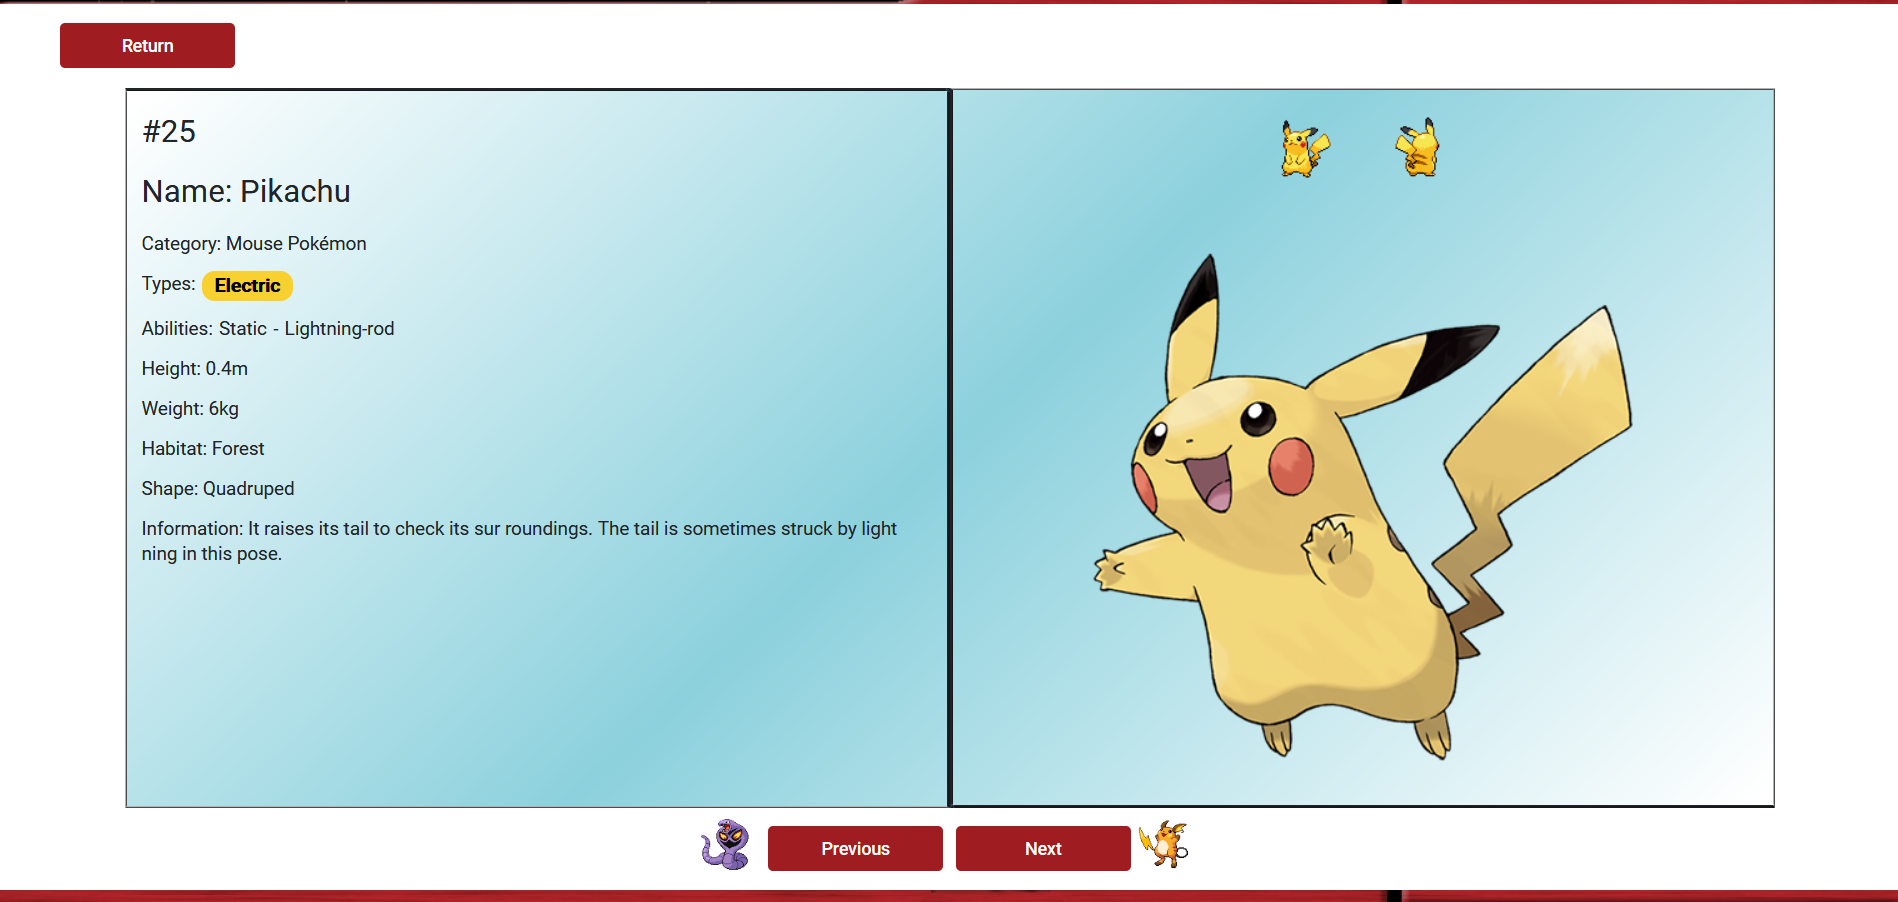 Return
#25
Name: Pikachu
Category: Mouse Pokémon
Types: Electric
Abilities: Static - Lightning-rod
Height: 0.4m
Weight: 6kg
Habitat: Forest
Shape: Quadruped
Information: It raises its tail to check its sur roundings. The tail is sometimes struck by light
ning in this pose.
Previous
Next